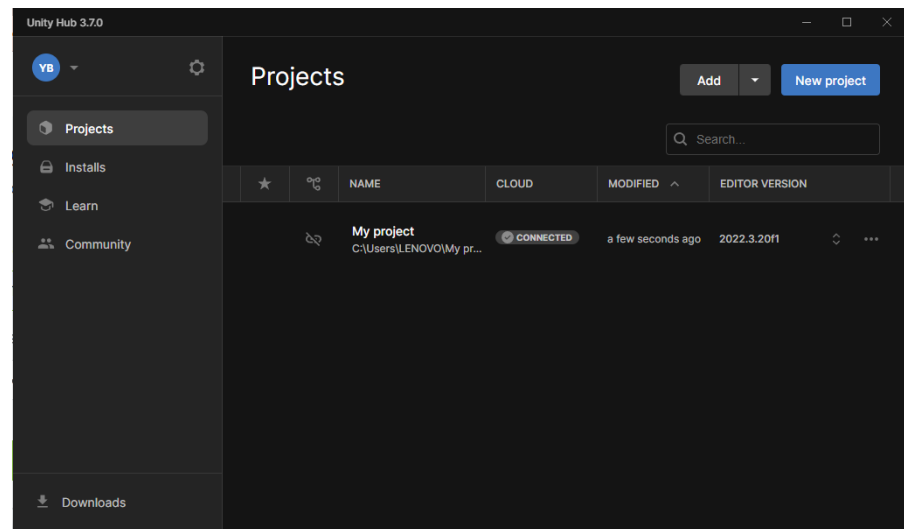 Unity Hub 3.7.0
YB
Projects
Add
New project
Projects
Search...
Installs
NAME CLOUD MODIFIED EDITOR VERSION
Learn
My project
C:\Users\LENOVO\My pr...
CONNECTED
a few seconds ago
2022.3.20f1
Community
Downloads